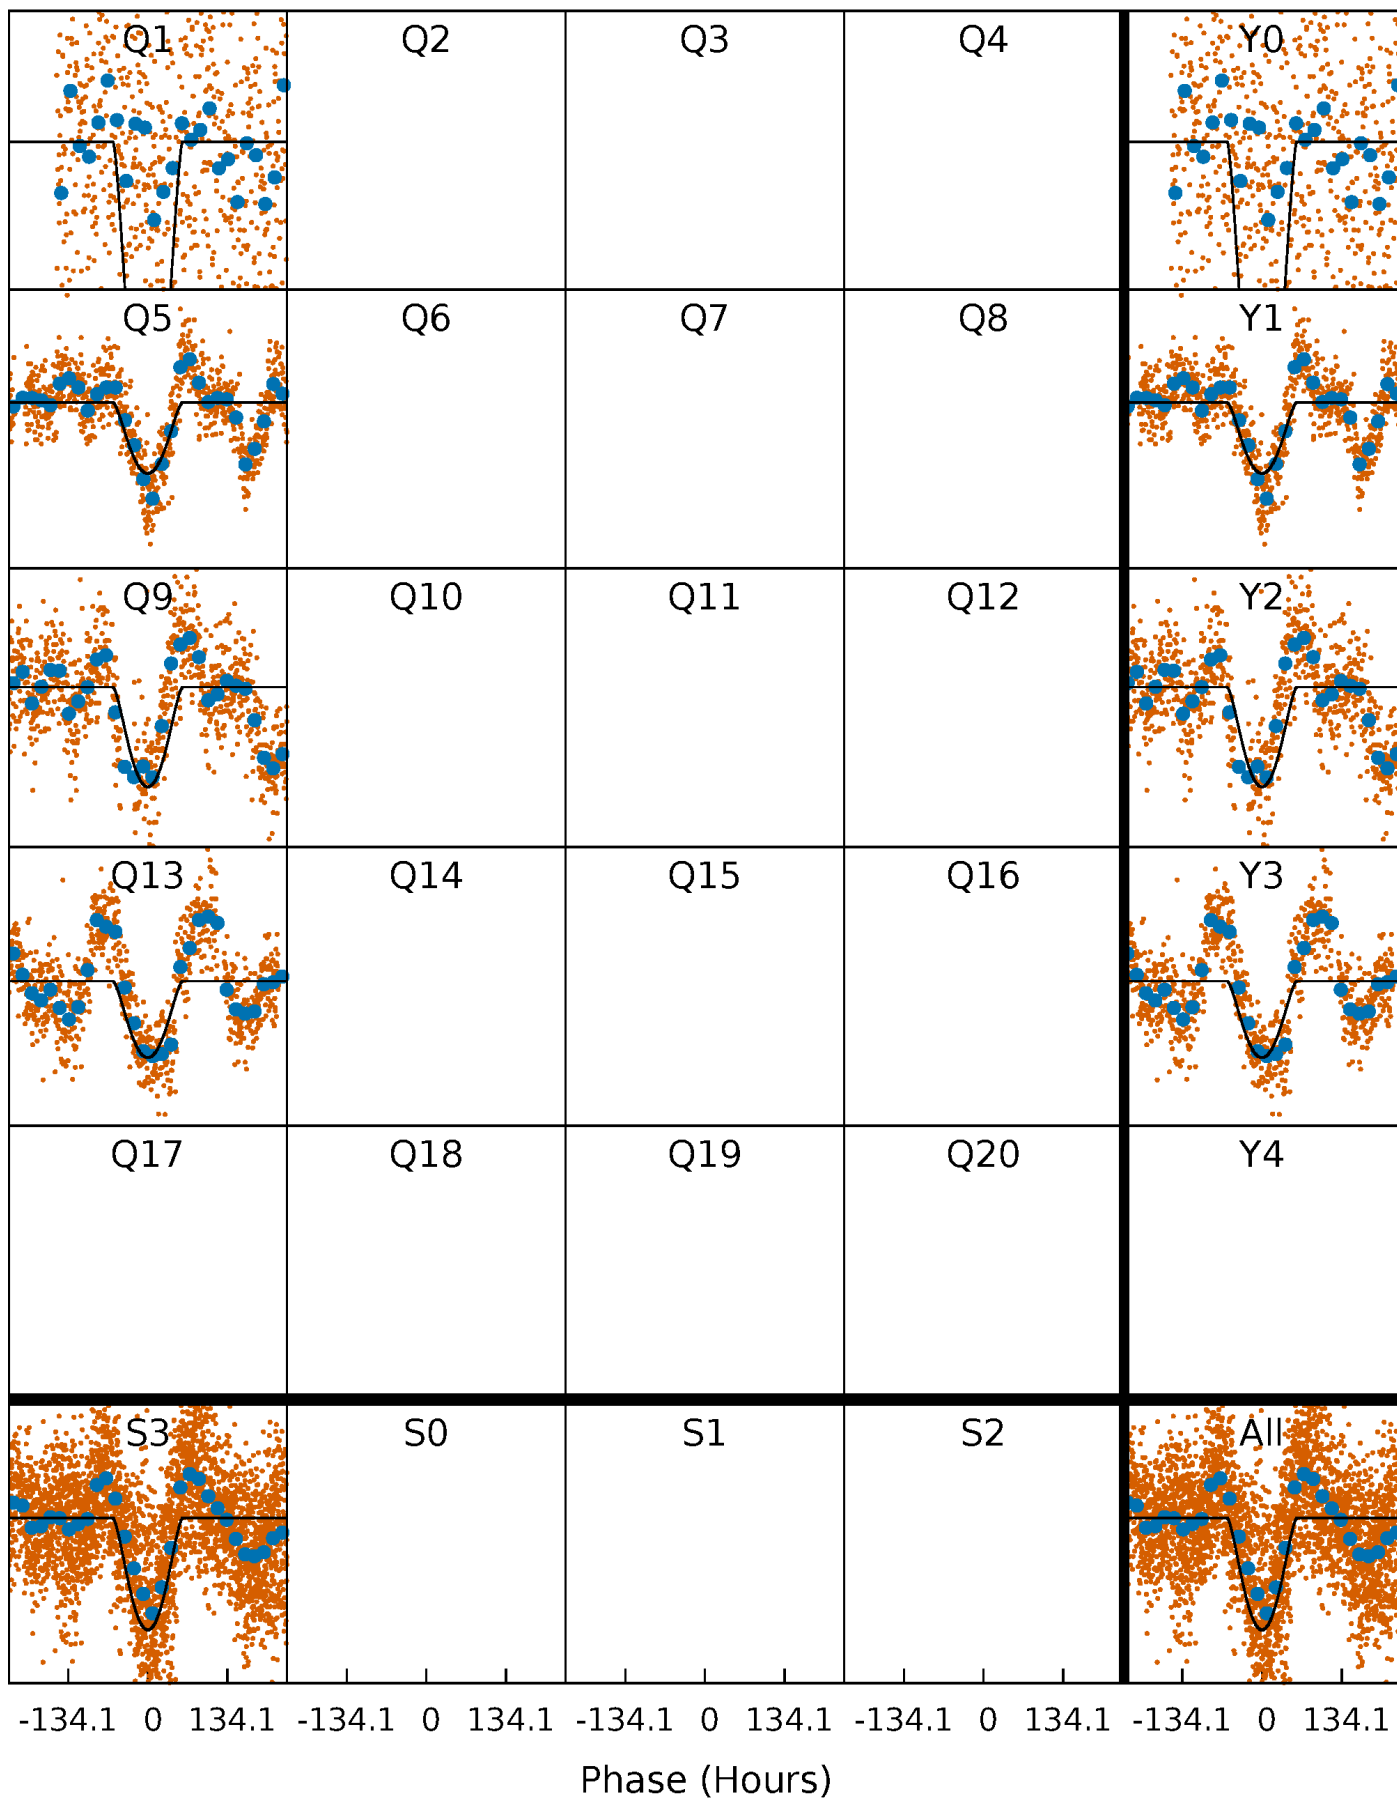 Q1 Q2 Q3 Q4 Y0
Q5 Q6 Q7 Q8 Y1
Q9 Q10 Q11 Q12 Y2
Q13 Q14 Q15 Q16 Y3
Q17 Q18 Q19 Q20 Y4
S3 S0 S1 S2 All
-134.1 0 134.1 -134.1 0 134.1 -134.1 0 134.1 -134.1 0 134.1 -134.1 0 134.1
Phase (Hours)